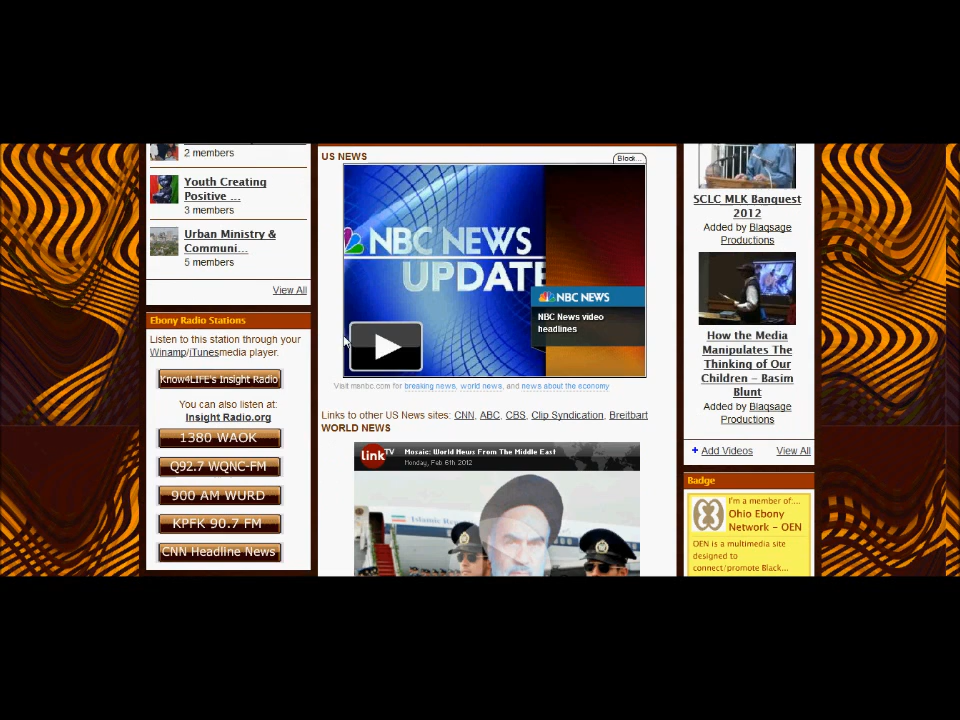 2 members
Youth Creating
Positive ...
3 members
Urban Ministry &
Communi...
5 members
View All
Ebony Radio Stations
Listen to this station through your
Winamp/iTunesmedia player.
Know4LIFE's Insight Radio
You can also listen at:
Insight Radio.org
1380 WAOK
Q92.7 WQNC-FM
900 AM WURD
KPFK 90.7 FM
CNN Headline News
US NEWS
Block...
NBC NEWS
UPDATE
NBC NEWS
NBC News video
headlines
Visit msnbc.com for breaking news, world news, and news about the economy
Links to other US News sites: CNN, ABC, CBS, Clip Syndication, Breitbart
WORLD NEWS
link TV Mosaic: World News From The Middle East
Monday, Feb 6th 2012
Islamic
SCLC MLK Banquest
2012
Added by Blaqsage
Productions
How the Media
Manipulates The
Thinking of Our
Children – Basim
Blunt
Added by Blaqsage
Productions
Add Videos View All
Badge
I'm a member of:...
Ohio Ebony
Network - OEN
OEN is a multimedia site
designed to
connect/promote Black...